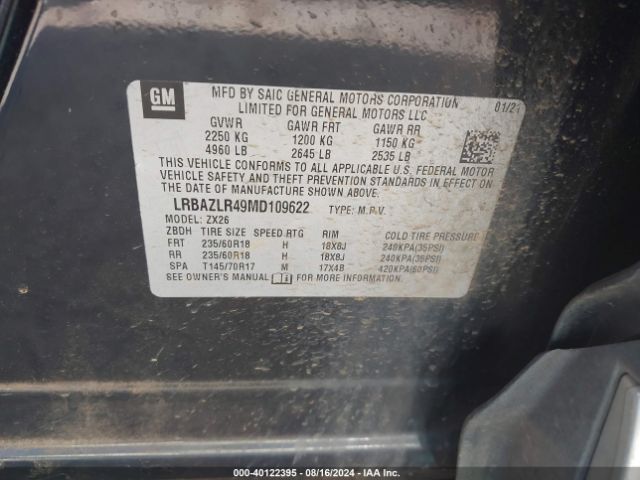 GM
MFD BY SAIC GENERAL MOTORS CORPORATION 01/21
LIMITED FOR GENERAL MOTORS LLC
GVWR GAWR FRT GAWR RR
2250 KG 1200 KG 1150 KG
4960 LB 2645 LB 2535 LB
THIS VEHICLE CONFORMS TO ALL APPLICABLE U.S. FEDERAL MOTOR
VEHICLE SAFETY AND THEFT PREVENTION STANDARDS IN EFFECT ON
THE DATE OF MANUFACTURE SHOWN ABOVE.
LRBAZLR49MD109622 TYPE: M.P.V.
MODEL: ZX26
ZBDH TIRE SIZE SPEED RTG RIM COLD TIRE PRESSURE
FRT 235/60R18 H 18X8J 240KPA(35PSI)
RR 235/60R18 H 18X8J 240KPA(35PSI)
SPA T145/70R17 M 17X4B 420KPA(60PSI)
SEE OWNER'S MANUAL FOR MORE INFORMATION.
000-40122395 - 08/16/2024 - IAA Inc.